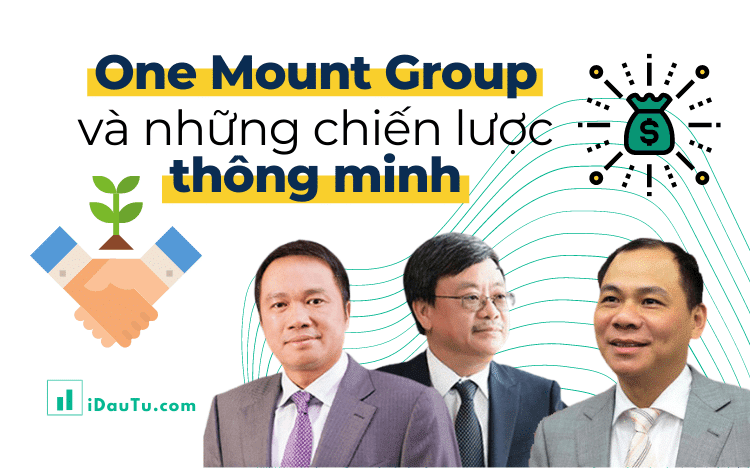 One Mount Group
và những chiến lược
thông minh
$
iDauTu.com